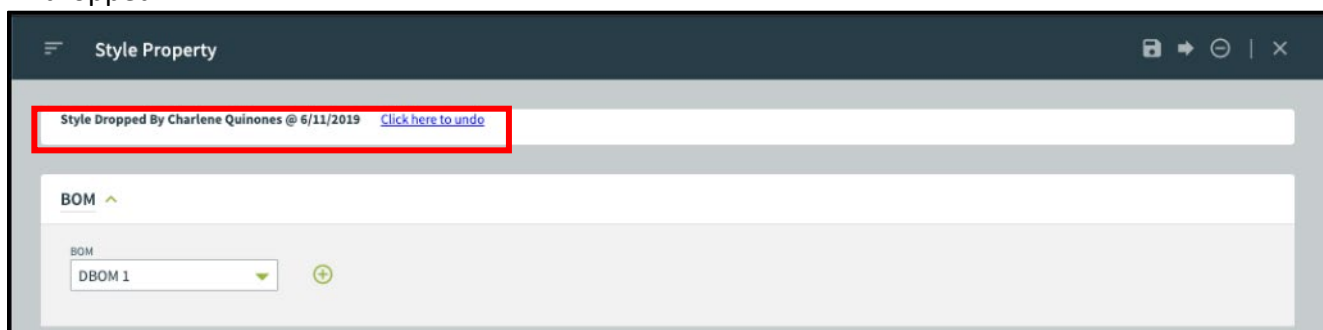 Style Property
Style Dropped By Charlene Quinones @ 6/11/2019 Click here to undo
BOM
BOM
DBOM 1